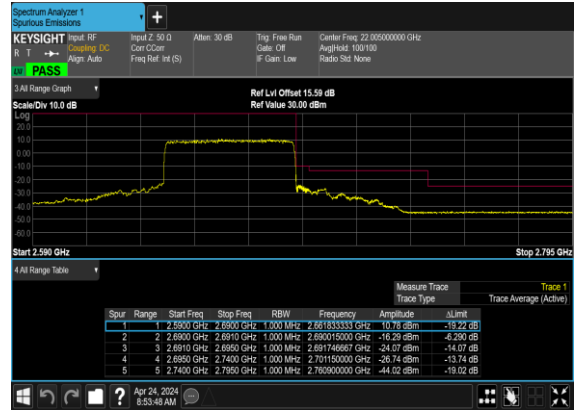 Spectrum Analyzer 1
Spurious Emissions
KEYSIGHT Input: RF Input Z: 50 Ω Atten: 30 dB Trig: Free Run Center Freq: 22.005000000 GHz
R T Coupling: DC Corr CCorr Gate: Off Avg|Hold: 100/100
Align: Auto Freq Ref: Int (S) IF Gain: Low Radio Std: None
LM PASS
3 All Range Graph
Ref Lvl Offset 15.59 dB
Scale/Div 10.0 dB Ref Value 30.00 dBm
Log
20.0
10.0
0.00
-10.0
-20.0
-30.0
-40.0
-50.0
-60.0
Start 2.590 GHz Stop 2.795 GHz
4 All Range Table
Measure Trace Trace 1
Trace Type Trace Average (Active)
Spur Range Start Freq Stop Freq RBW Frequency Amplitude ΔLimit
1 1 2.5900 GHz 2.6900 GHz 1.000 MHz 2.661833333 GHz 10.78 dBm -19.22 dB
2 2 2.6900 GHz 2.6910 GHz 1.000 MHz 2.690015000 GHz -16.29 dBm -6.290 dB
3 3 2.6910 GHz 2.6950 GHz 1.000 MHz 2.691746667 GHz -24.07 dBm -14.07 dB
4 4 2.6950 GHz 2.7400 GHz 1.000 MHz 2.701150000 GHz -26.74 dBm -13.74 dB
5 5 2.7400 GHz 2.7950 GHz 1.000 MHz 2.760900000 GHz -44.02 dBm -19.02 dB
Apr 24, 2024
8:53:48 AM